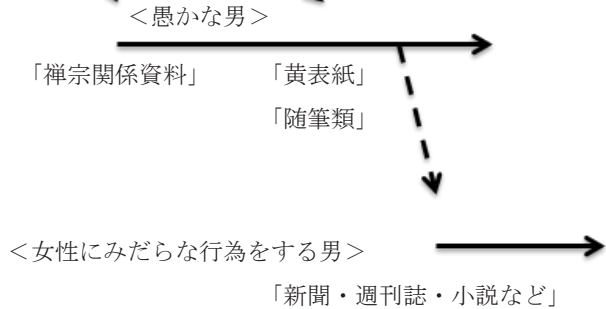 ＜愚かな男＞
「禅宗関係資料」　「黄表紙」
「随筆類」
＜女性にみだらな行為をする男＞
「新聞・週刊誌・小説など」